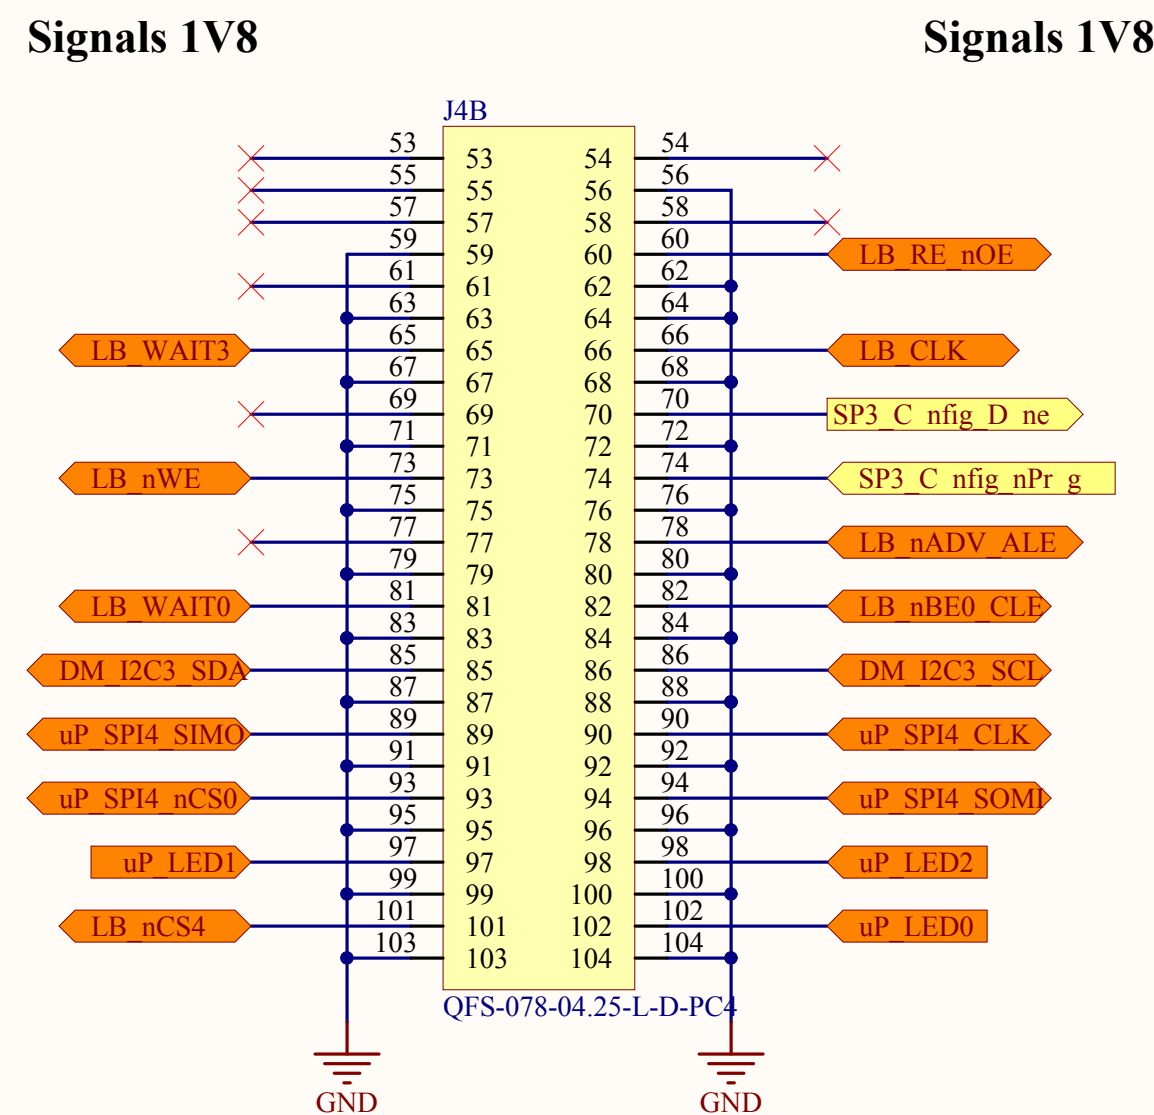 Signals 1V8 Signals 1V8
J4B
53 53 54 54
55 55 56 56
57 57 58 58
59 59 60 60 LB_RE_nOE
61 61 62 62
63 63 64 64
LB_WAIT3 65 65 66 66 LB_CLK
67 67 68 68
69 69 70 70 SP3_C nfig_D ne
71 71 72 72
LB_nWE 73 73 74 74 SP3_C nfig_nPr g
75 75 76 76
77 77 78 78 LB_nADV_ALE
79 79 80 80
LB_WAIT0 81 81 82 82 LB_nBE0_CLE
83 83 84 84
DM_I2C3_SDA 85 85 86 86 DM_I2C3_SCL
87 87 88 88
uP_SPI4_SIMO 89 89 90 90 uP_SPI4_CLK
91 91 92 92
uP_SPI4_nCS0 93 93 94 94 uP_SPI4_SOMI
95 95 96 96
uP_LED1 97 97 98 98 uP_LED2
99 99 100 100
LB_nCS4 101 101 102 102 uP_LED0
103 103 104 104
QFS-078-04.25-L-D-PC4
GND GND